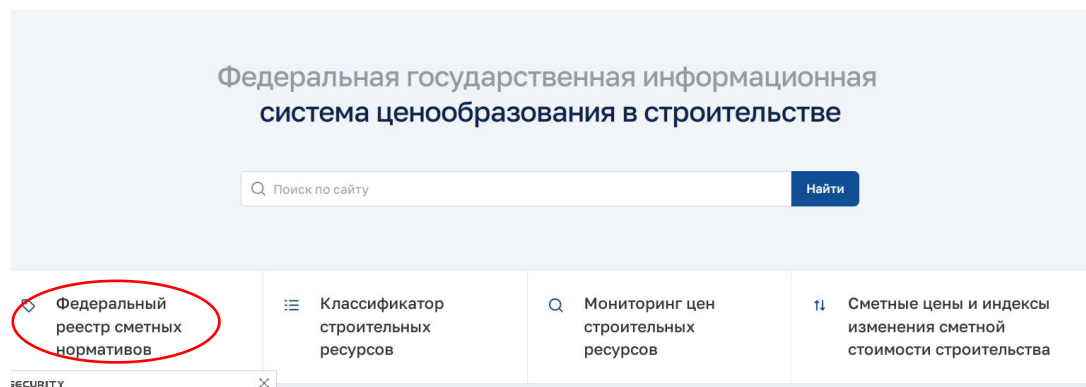 Федеральная государственная информационная
система ценообразования в строительстве
Поиск по сайту
Найти
Федеральный
реестр сметных
нормативов
Классификатор
строительных
ресурсов
Мониторинг цен
строительных
ресурсов
Сметные цены и индексы
изменения сметной
стоимости строительства
SECURITY